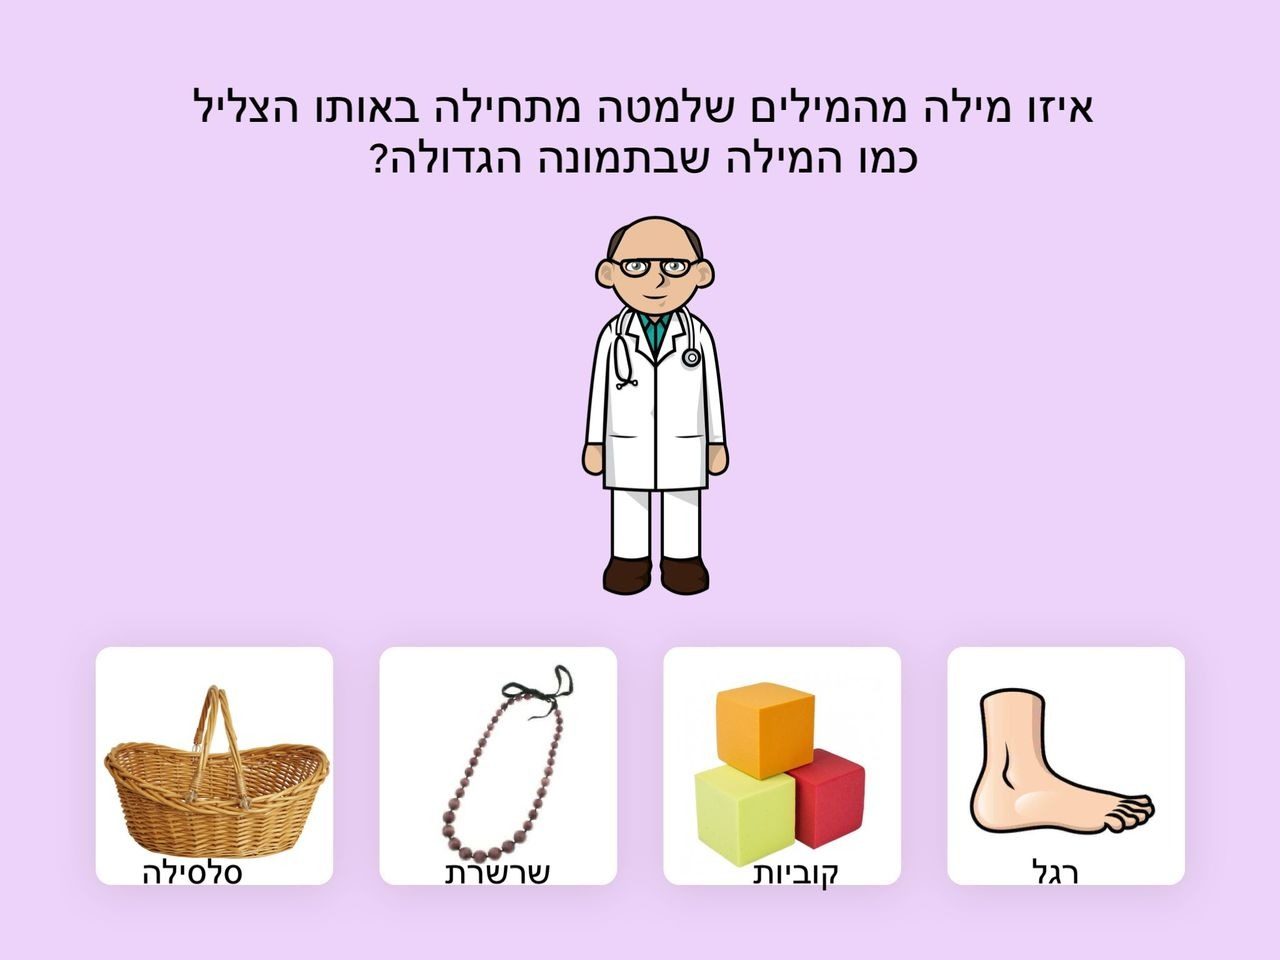 איזו מילה מהמילים שלמטה מתחילה באותו הצליל
כמו המילה שבתמונה הגדולה?
רגל
קוביות
שרשרת
סלסילה